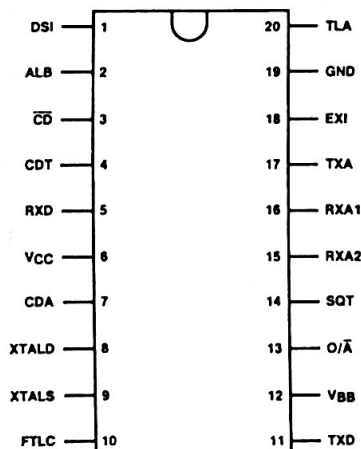 DSI 1 20 TLA
ALB 2 19 GND
C̅D̅ 3 18 EXI
CDT 4 17 TXA
RXD 5 16 RXA1
VCC 6 15 RXA2
CDA 7 14 SQT
XTALD 8 13 O/A̅
XTALS 9 12 VBB
FTLC 10 11 TXD